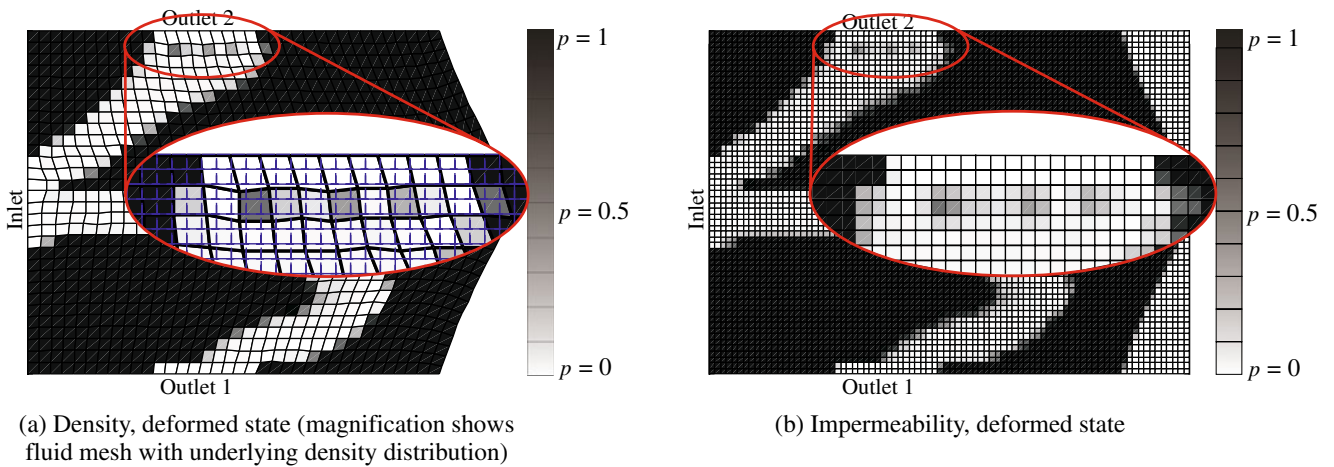 Outlet 2
p = 1
Inlet
p = 0.5
p = 0
Outlet 1
(a) Density, deformed state (magnification shows
fluid mesh with underlying density distribution)
Outlet 2
p = 1
Inlet
p = 0.5
p = 0
Outlet 1
(b) Impermeability, deformed state